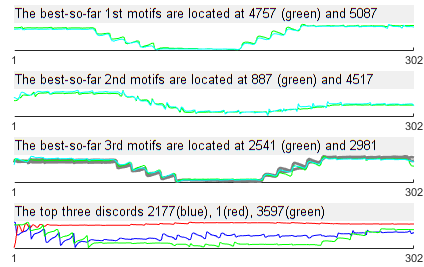 The best-so-far 1st motifs are located at 4757 (green) and 5087
1 302
The best-so-far 2nd motifs are located at 887 (green) and 4517
1 302
The best-so-far 3rd motifs are located at 2541 (green) and 2981
1 302
The top three discords 2177(blue), 1(red), 3597(green)
1 302